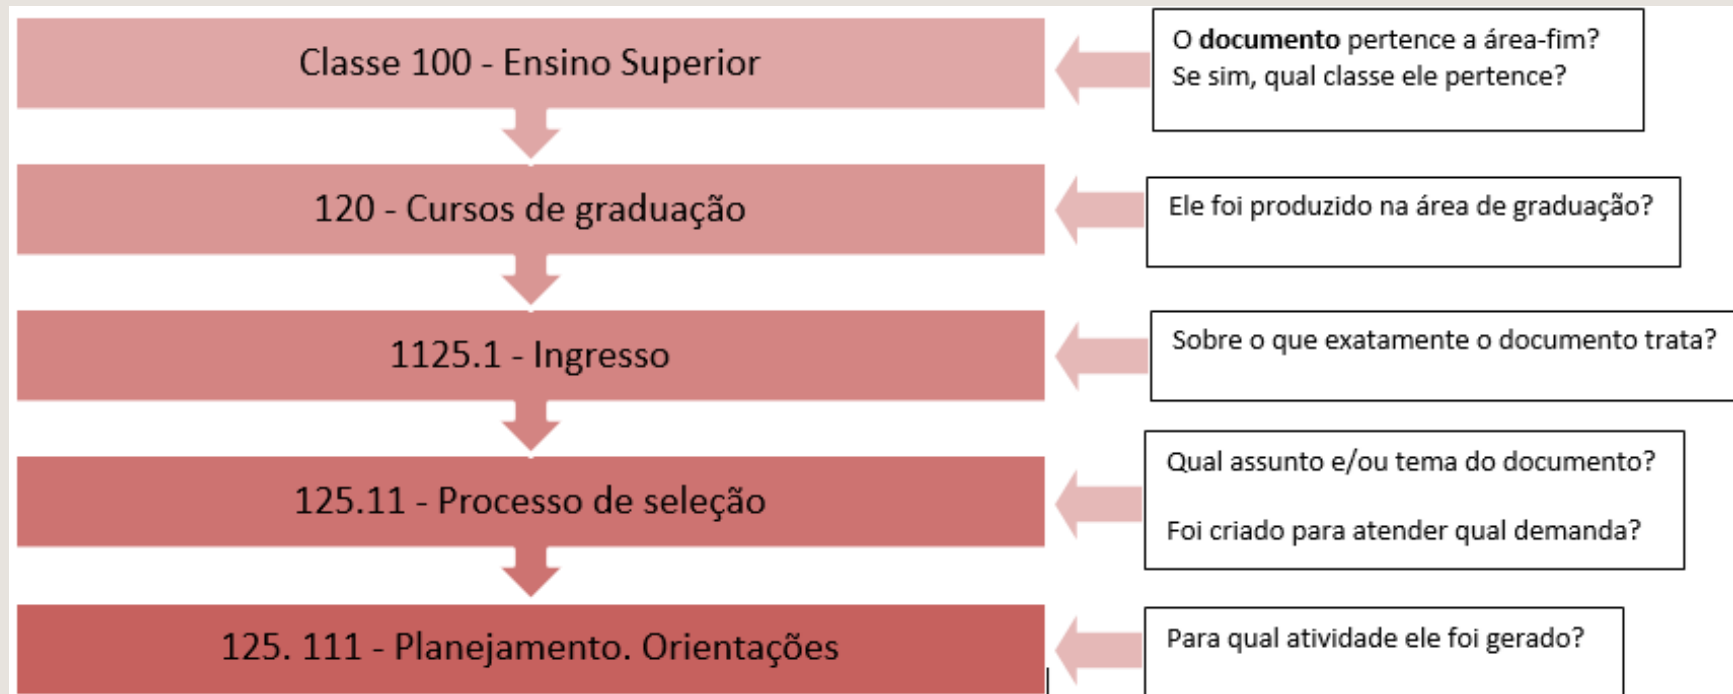 Classe 100 - Ensino Superior
O documento pertence a área-fim?
Se sim, qual classe ele pertence?
120 - Cursos de graduação
Ele foi produzido na área de graduação?
1125.1 - Ingresso
Sobre o que exatamente o documento trata?
125.11 - Processo de seleção
Qual assunto e/ou tema do documento?
Foi criado para atender qual demanda?
125. 111 - Planejamento. Orientações
Para qual atividade ele foi gerado?